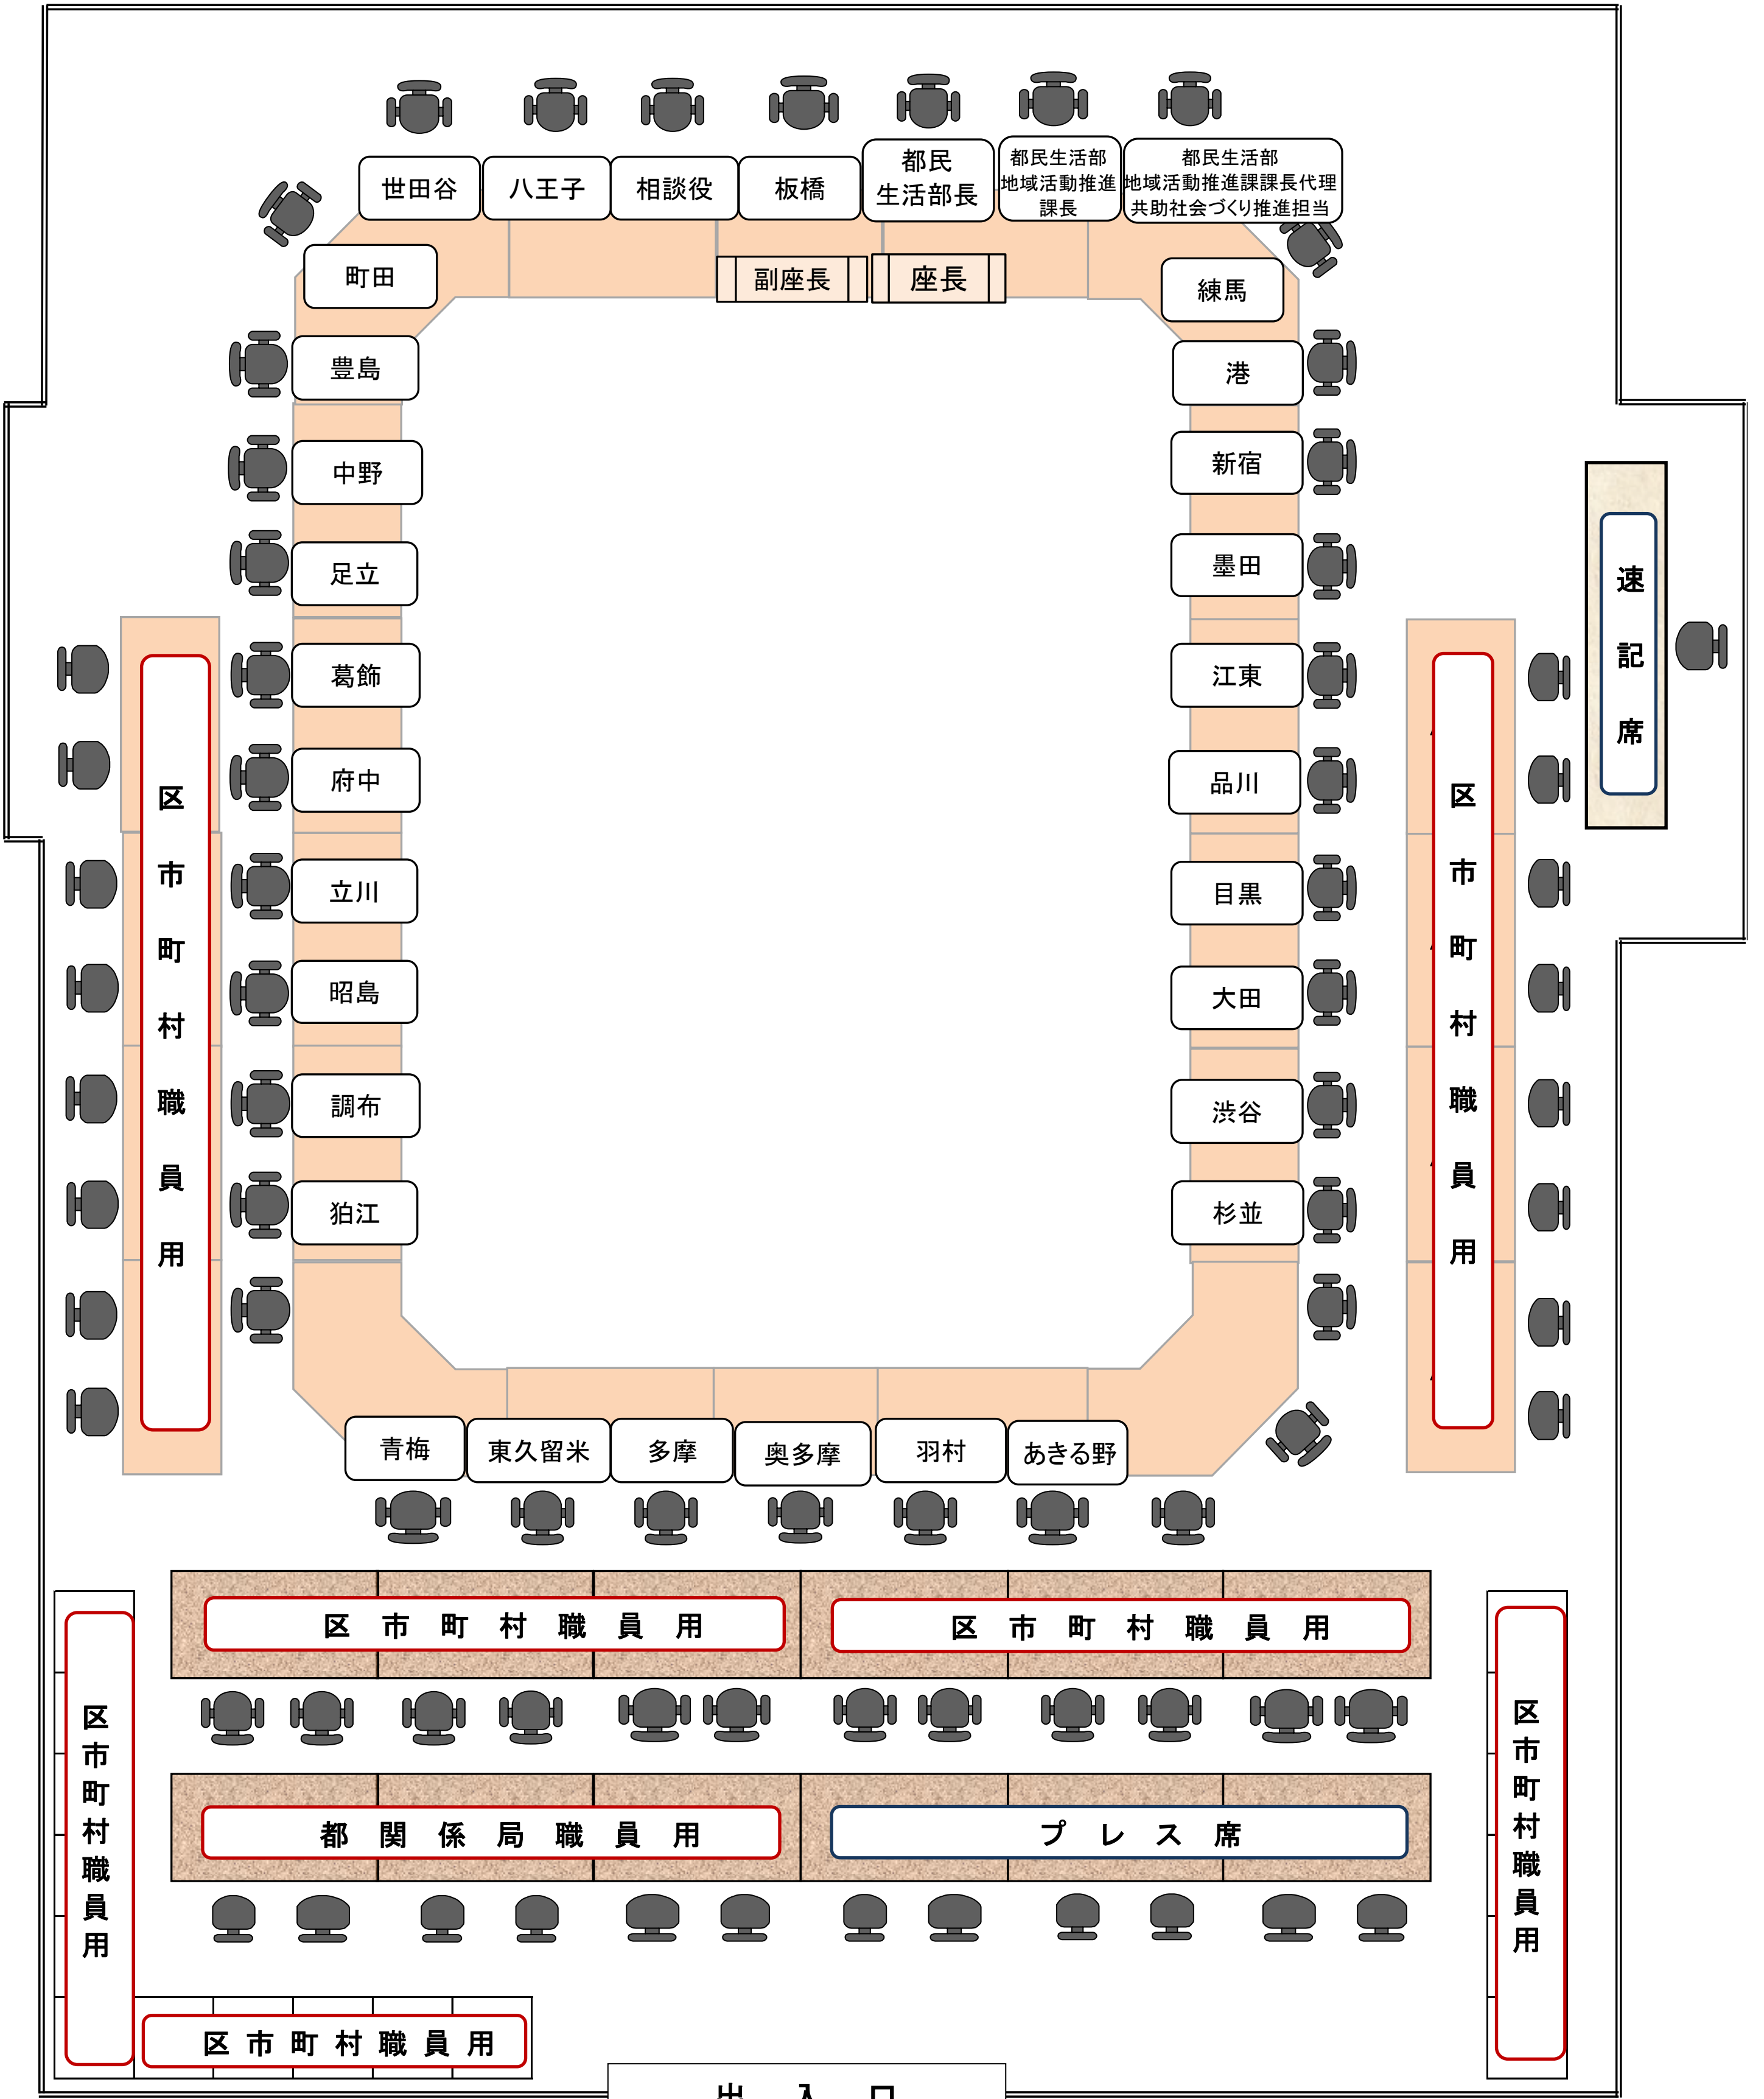 世田谷
八王子
相談役
板橋
都民
生活部長
都民生活部
地域活動推進
課長
都民生活部
地域活動推進課課長代理
共助社会づくり推進担当
町田
副座長
座長
練馬
豊島
港
中野
新宿
足立
墨田
速記席
葛飾
江東
府中
品川
区市町村職員用
区市町村職員用
立川
目黒
昭島
大田
調布
渋谷
狛江
杉並
青梅
東久留米
多摩
奥多摩
羽村
あきる野
区市町村職員用
区市町村職員用
区市町村職員用
区市町村職員用
都関係局職員用
プレス席
区市町村職員用
出入口